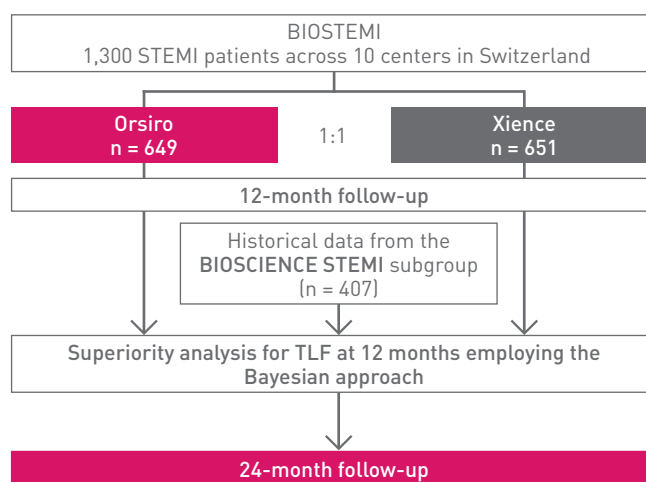 BIOSTEMI
1,300 STEMI patients across 10 centers in Switzerland
Orsiro
n = 649
1:1
Xience
n = 651
12-month follow-up
Historical data from the
BIOSCIENCE STEMI subgroup
(n = 407)
Superiority analysis for TLF at 12 months employing the
Bayesian approach
24-month follow-up